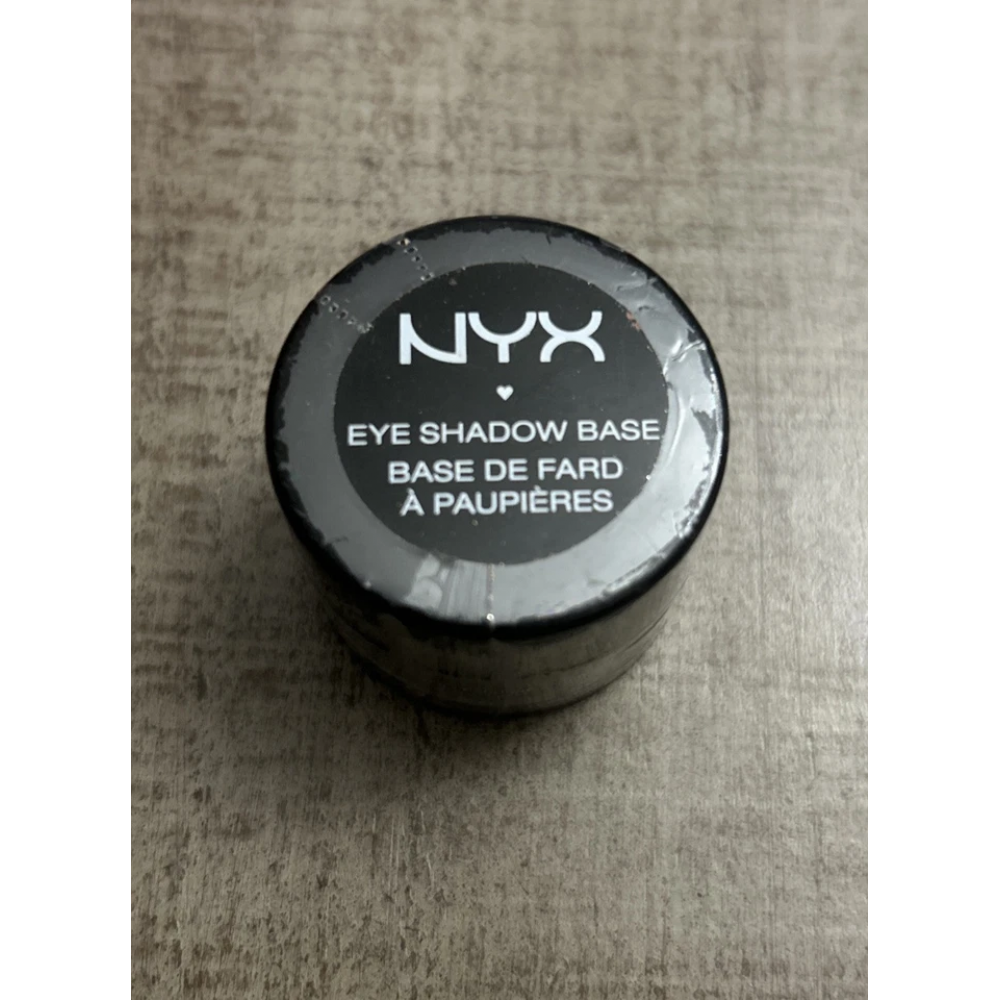 NYX
EYE SHADOW BASE
BASE DE FARD
À PAUPIÈRES